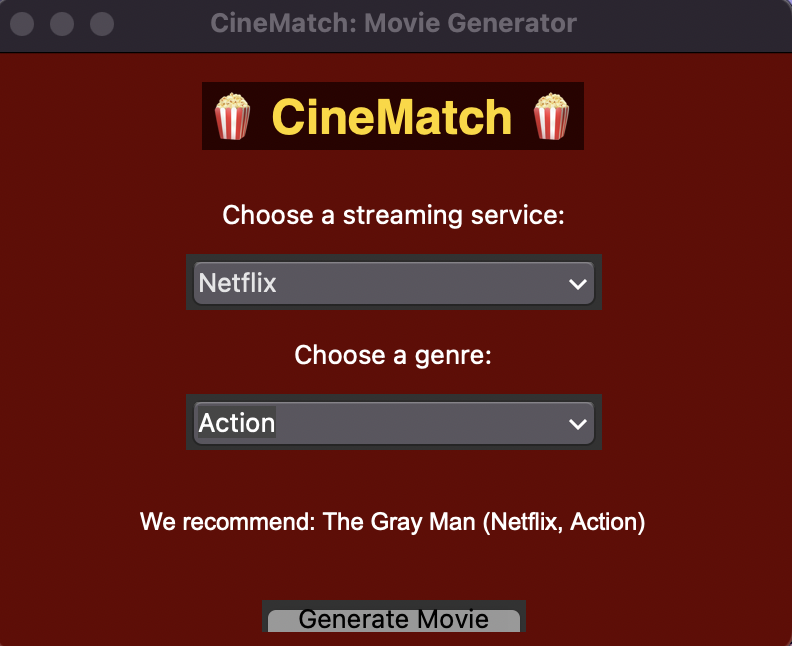 CineMatch: Movie Generator
🍿 CineMatch 🍿
Choose a streaming service:
Netflix
Choose a genre:
Action
We recommend: The Gray Man (Netflix, Action)
Generate Movie